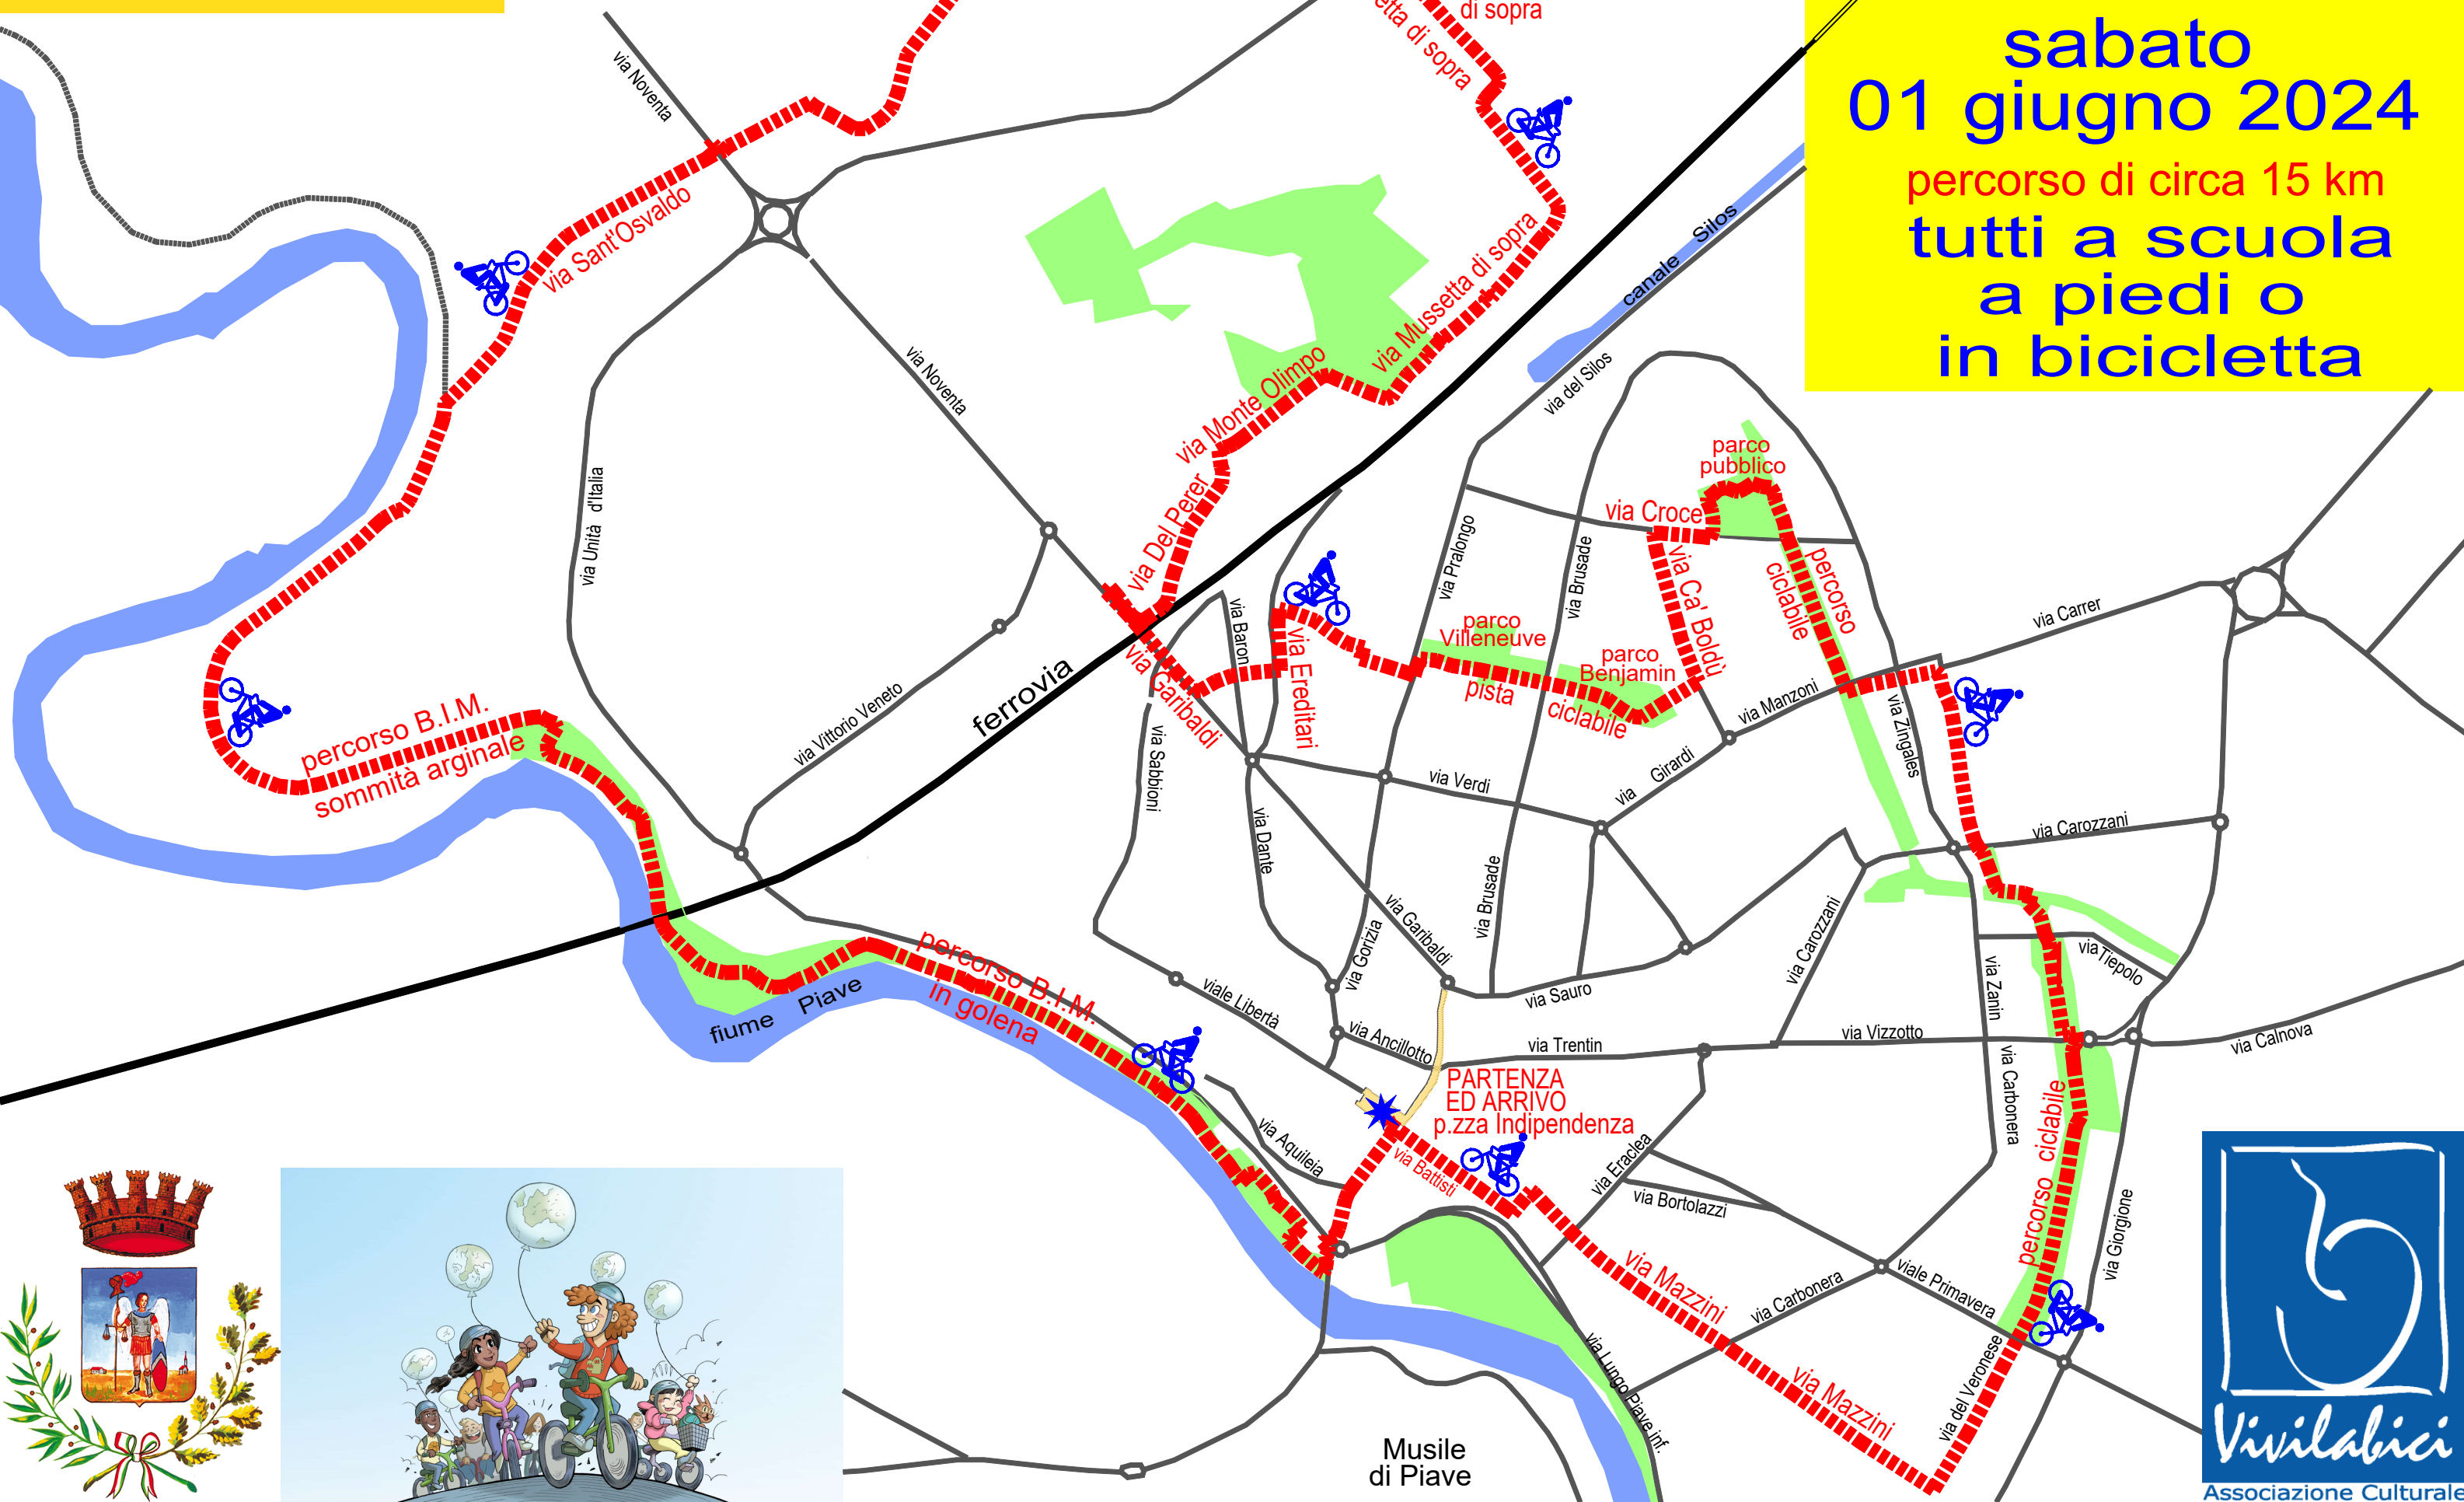 sabato
01 giugno 2024
percorso di circa 15 km
tutti a scuola
a piedi o
in bicicletta
di sopra
di sopra
via Noventa
via Sant'Osvaldo
via Noventa
via Unità d'Italia
via Vittorio Veneto
ferrovia
via Mussetta di sopra
via Monte Olimpo
via Del Perer
canale Silos
via del Silos
via Garibaldi
via Baron
via Ereditari
via Sabbioni
via Pralongo
via Brusade
parco
Villeneuve
pista
ciclabile
parco
Benjamin
via Croce
via Ca' Boldù
parco
pubblico
percorso
ciclabile
via Manzoni
via Girardi
via Verdi
via Zingales
via Carrer
via Carozzani
via Carozzani
via Dante
via Garibaldi
via Gorizia
via Brusade
via Sauro
viale Libertà
via Ancillotto
via Trentin
via Vizzotto
via Zanin
via Tiepolo
via Calnova
via Carbonera
percorso ciclabile
via Giorgione
percorso B.I.M.
sommità arginale
fiume Piave
percorso B.I.M.
in golena
via Aquileia
PARTENZA
ED ARRIVO
p.zza Indipendenza
via Battisti
via Eraclea
via Bortolazzi
via Mazzini
via Carbonera
viale Primavera
via del Veronese
via Mazzini
via Lungo Piave inf.
Musile
di Piave
Vivilabici
Associazione Culturale